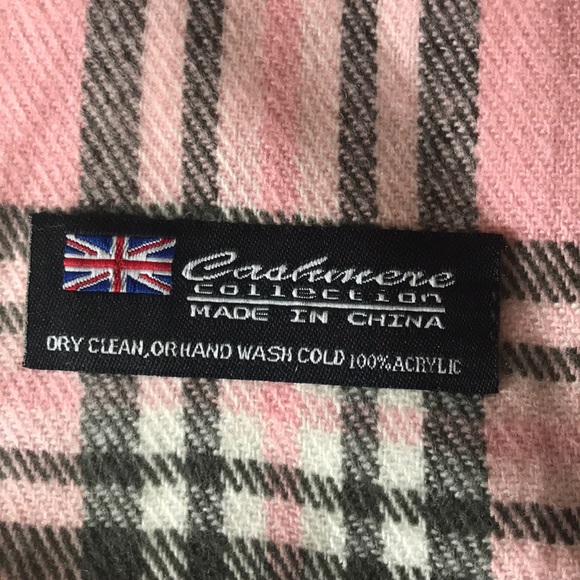 Cashmere
Collection
MADE IN CHINA
DRY CLEAN,OR HAND WASH COLD 100%ACRYLIC